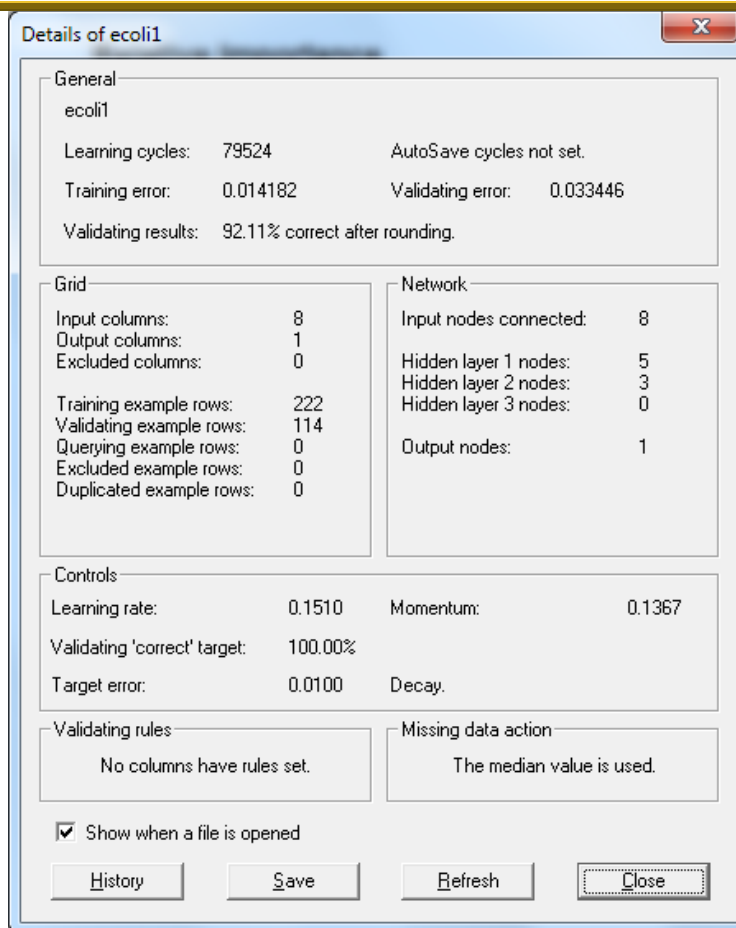 Details of ecoli1
General
ecoli1
Learning cycles: 79524 AutoSave cycles not set.
Training error: 0.014182 Validating error: 0.033446
Validating results: 92.11% correct after rounding.
Grid
Input columns: 8
Output columns: 1
Excluded columns: 0
Training example rows: 222
Validating example rows: 114
Querying example rows: 0
Excluded example rows: 0
Duplicated example rows: 0
Network
Input nodes connected: 8
Hidden layer 1 nodes: 5
Hidden layer 2 nodes: 3
Hidden layer 3 nodes: 0
Output nodes: 1
Controls
Learning rate: 0.1510 Momentum: 0.1367
Validating 'correct' target: 100.00%
Target error: 0.0100 Decay.
Validating rules
No columns have rules set.
Missing data action
The median value is used.
Show when a file is opened
History Save Refresh Close